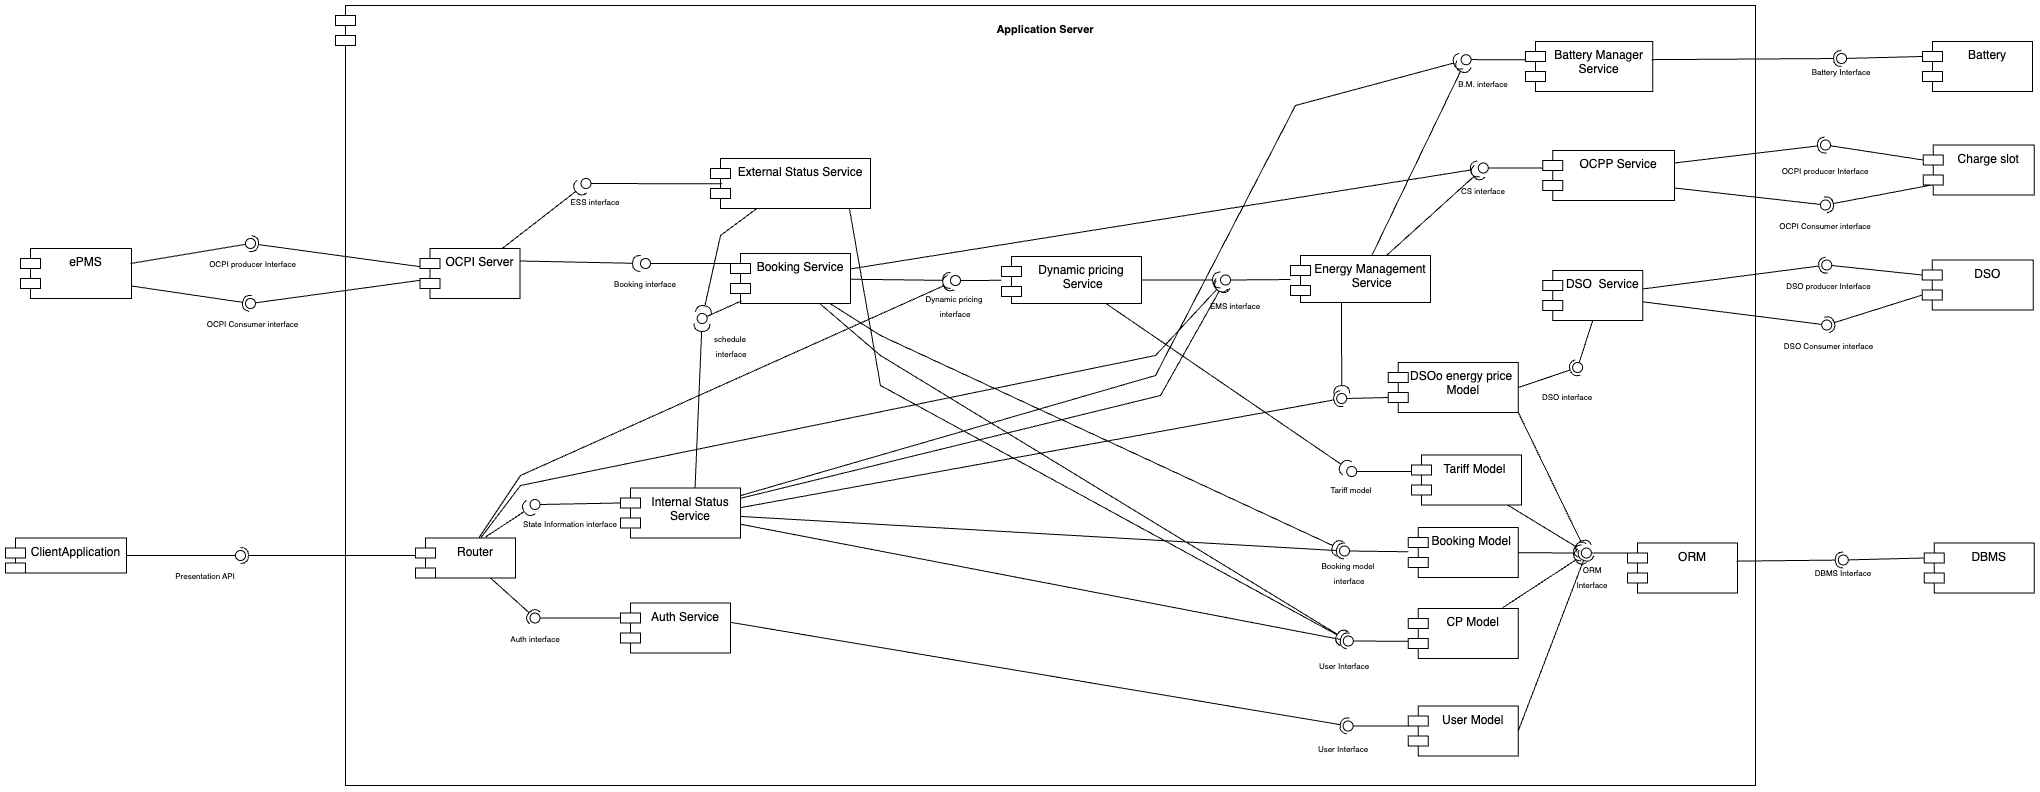 Application Server
Battery Manager
Service
Battery
Battery Interface
B.M. interface
External Status Service
ESS interface
OCPP Service
CS interface
OCPI producer Interface
Charge slot
OCPI Consumer interface
ePMS
OCPI producer Interface
OCPI Consumer interface
OCPI Server
Booking interface
Booking Service
schedule
interface
Dynamic pricing
interface
Dynamic pricing
Service
EMS interface
Energy Management
Service
DSO  Service
DSO producer Interface
DSO
DSO Consumer interface
DSOo energy price
Model
DSO interface
Tariff Model
Tariff model
Internal Status
Service
State Information interface
ClientApplication
Presentation API
Router
Booking Model
Booking model
interface
ORM
Interface
ORM
DBMS Interface
DBMS
Auth Service
Auth interface
CP Model
User Interface
User Model
User Interface